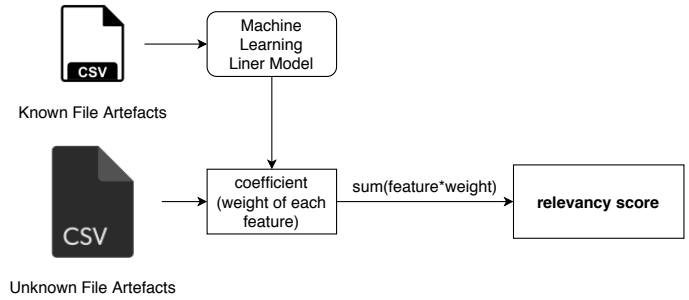 CSV
Known File Artefacts
Machine
Learning
Liner Model
CSV
Unknown File Artefacts
coefficient
(weight of each
feature)
sum(feature*weight)
relevancy score